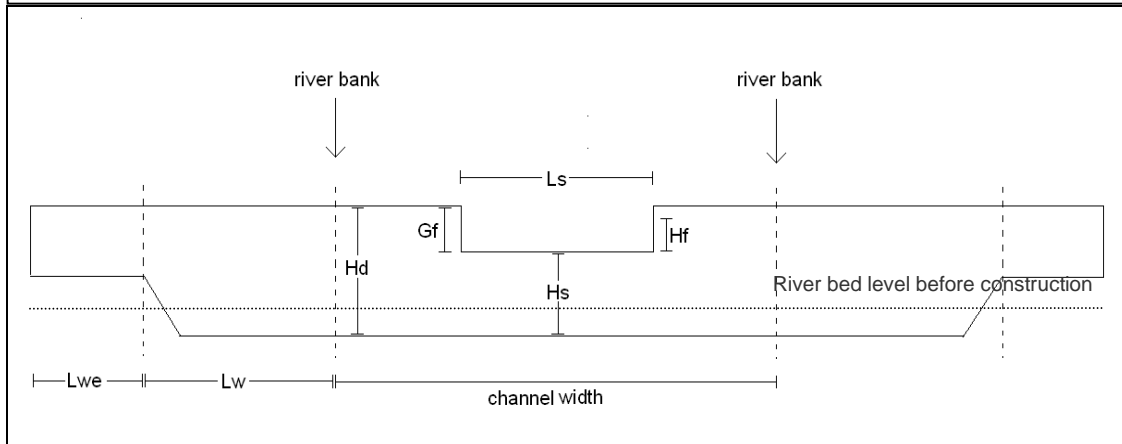 river bank
river bank
Ls
Gf
Hf
Hd
Hs
River bed level before construction
Lwe
Lw
channel width